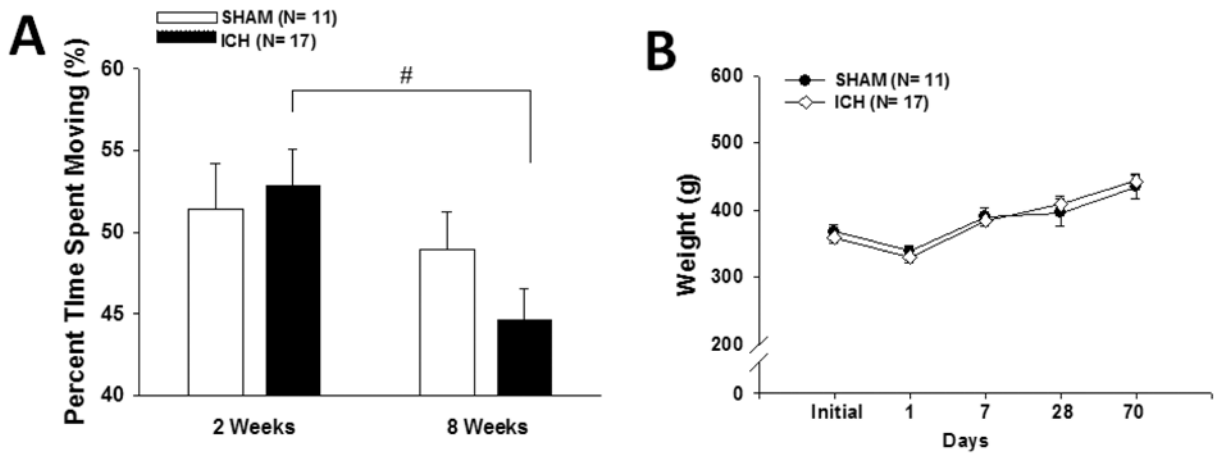 A
SHAM (N= 11)
ICH (N= 17)
Percent TIme Spent Moving (%)
60
55
50
45
40
#
2 Weeks
8 Weeks
B
SHAM (N= 11)
ICH (N= 17)
Weight (g)
600
500
400
300
200
0
Initial
1
7
28
70
Days